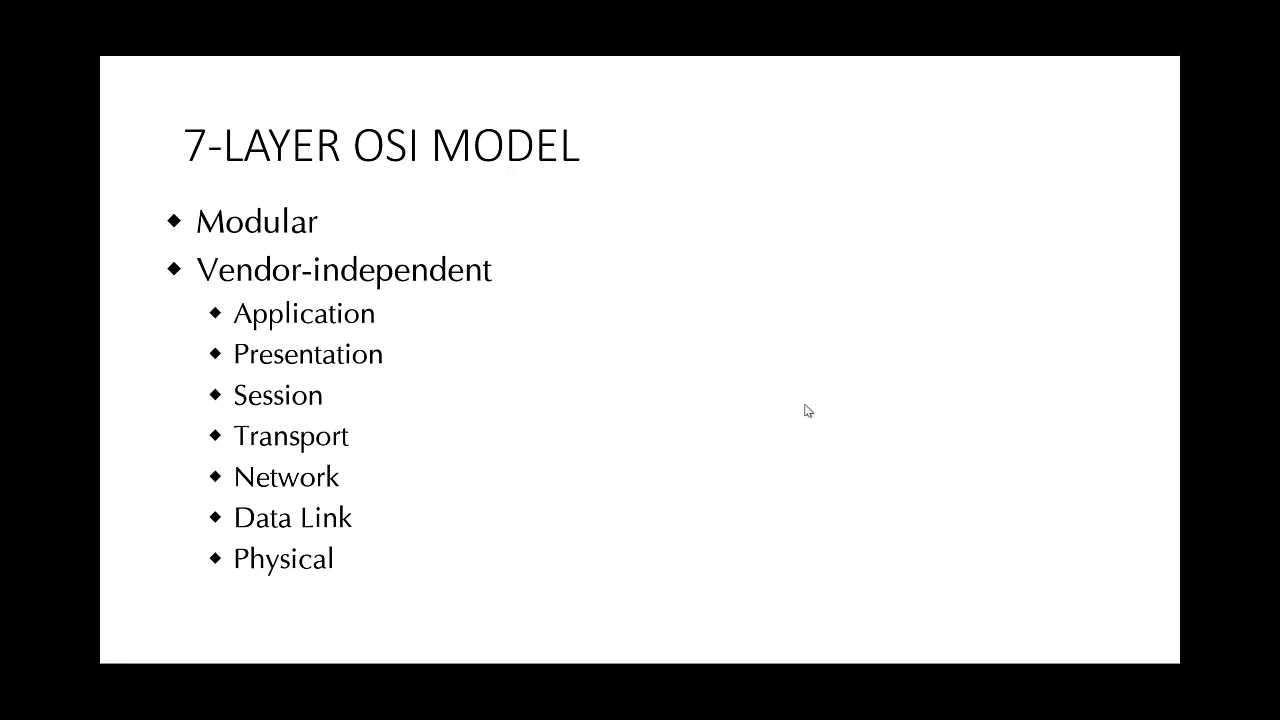 7-LAYER OSI MODEL
Modular
Vendor-independent
Application
Presentation
Session
Transport
Network
Data Link
Physical